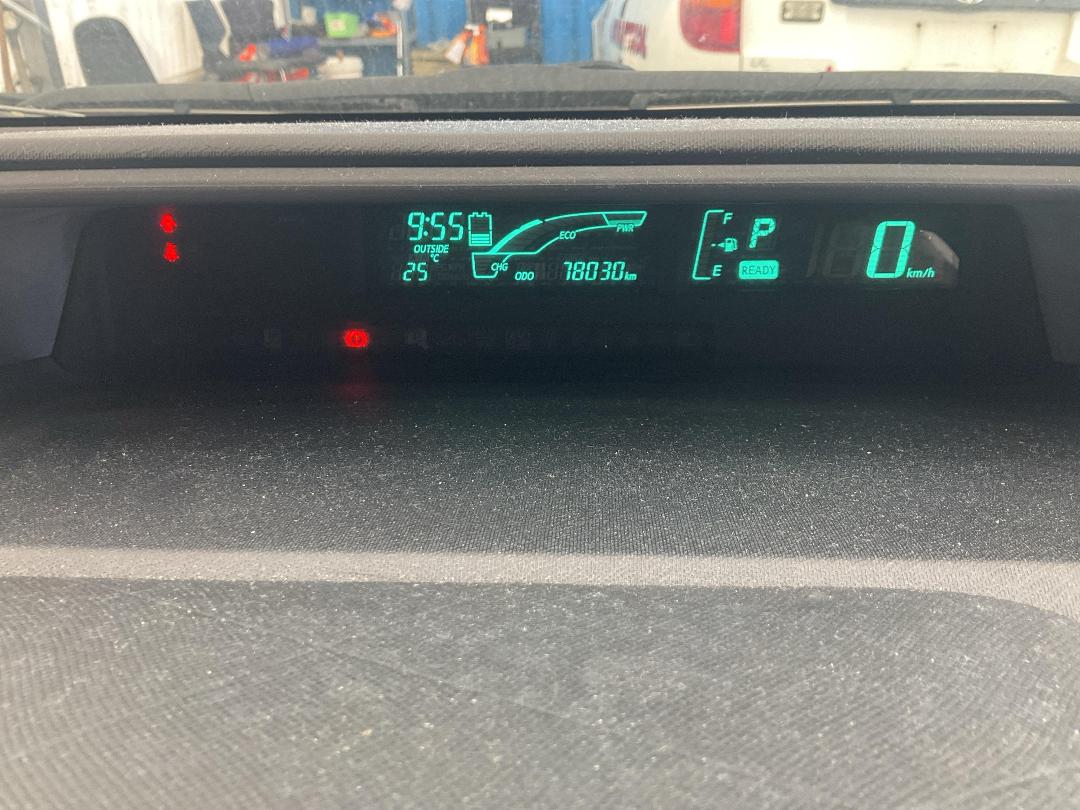 9:55
OUTSIDE
°C
25
CHG
ECO
PWR
ODO 78030 km
F
E
P
READY
0 km/h